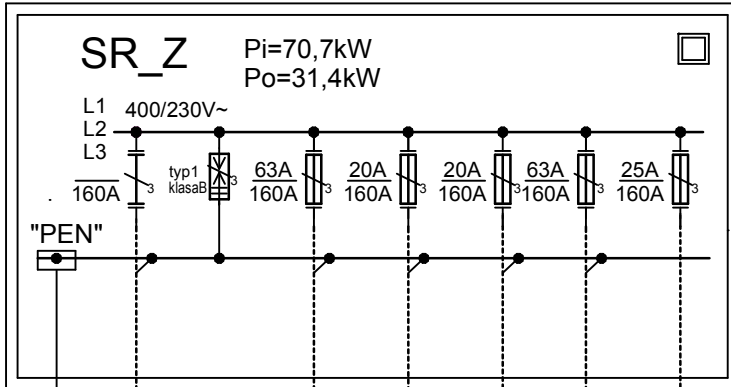 SR_Z
Pi=70,7kW
Po=31,4kW
L1
400/230V~
L2
L3
160A
3
typ1
klasaB
3
63A
160A
3
20A
160A
3
20A
160A
3
63A
160A
3
25A
160A
3
"PEN"